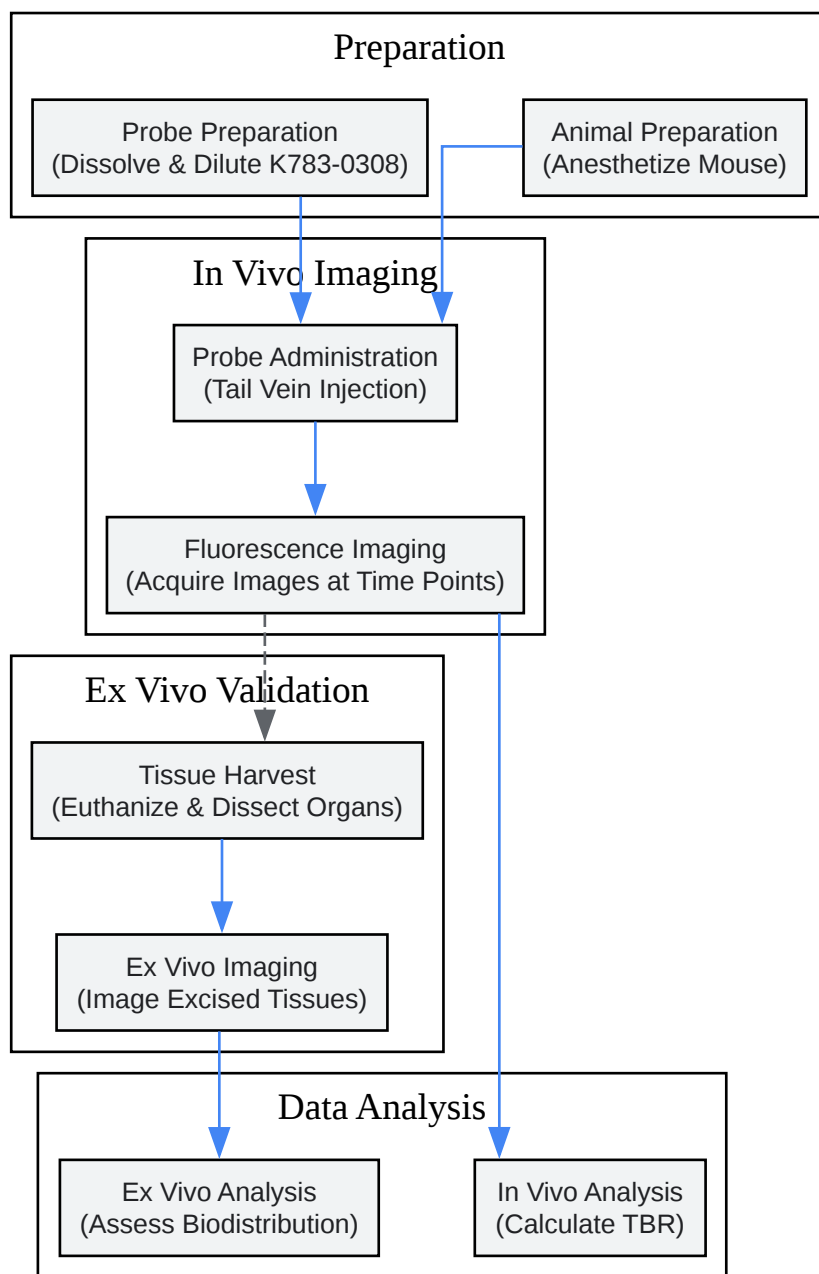 Preparation
Probe Preparation
(Dissolve & Dilute K783-0308)
Animal Preparation
(Anesthetize Mouse)
In Vivo Imaging
Probe Administration
(Tail Vein Injection)
Fluorescence Imaging
(Acquire Images at Time Points)
Ex Vivo Validation
Tissue Harvest
(Euthanize & Dissect Organs)
Ex Vivo Imaging
(Image Excised Tissues)
Data Analysis
Ex Vivo Analysis
(Assess Biodistribution)
In Vivo Analysis
(Calculate TBR)